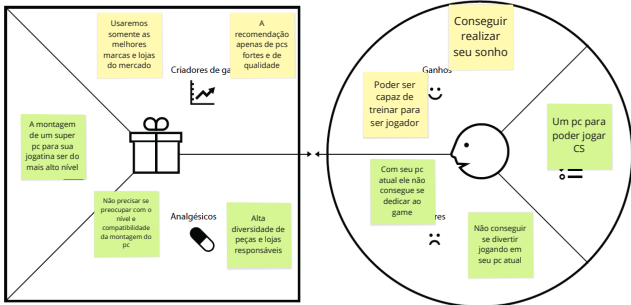 Usaremos
somente as
melhores
marcas e lojas
do mercado
A
recomendação
apenas de pcs
fortes e de
qualidade
Criadores de ga
A montagem
de um super
pc para sua
jogatina ser do
mais alto nível
Não precisar se
preocupar com o
nível e
compatibilidade
da montagem do
pc
Analgésicos
Alta
diversidade de
peças e lojas
responsáveis
Conseguir
realizar
seu sonho
Ganhos
Poder ser
capaz de
treinar para
ser jogador
Um pc para
poder jogar
CS
Com seu pc
atual ele não
consegue se
dedicar ao
game
res
Não conseguir
se divertir
jogando em
seu pc atual